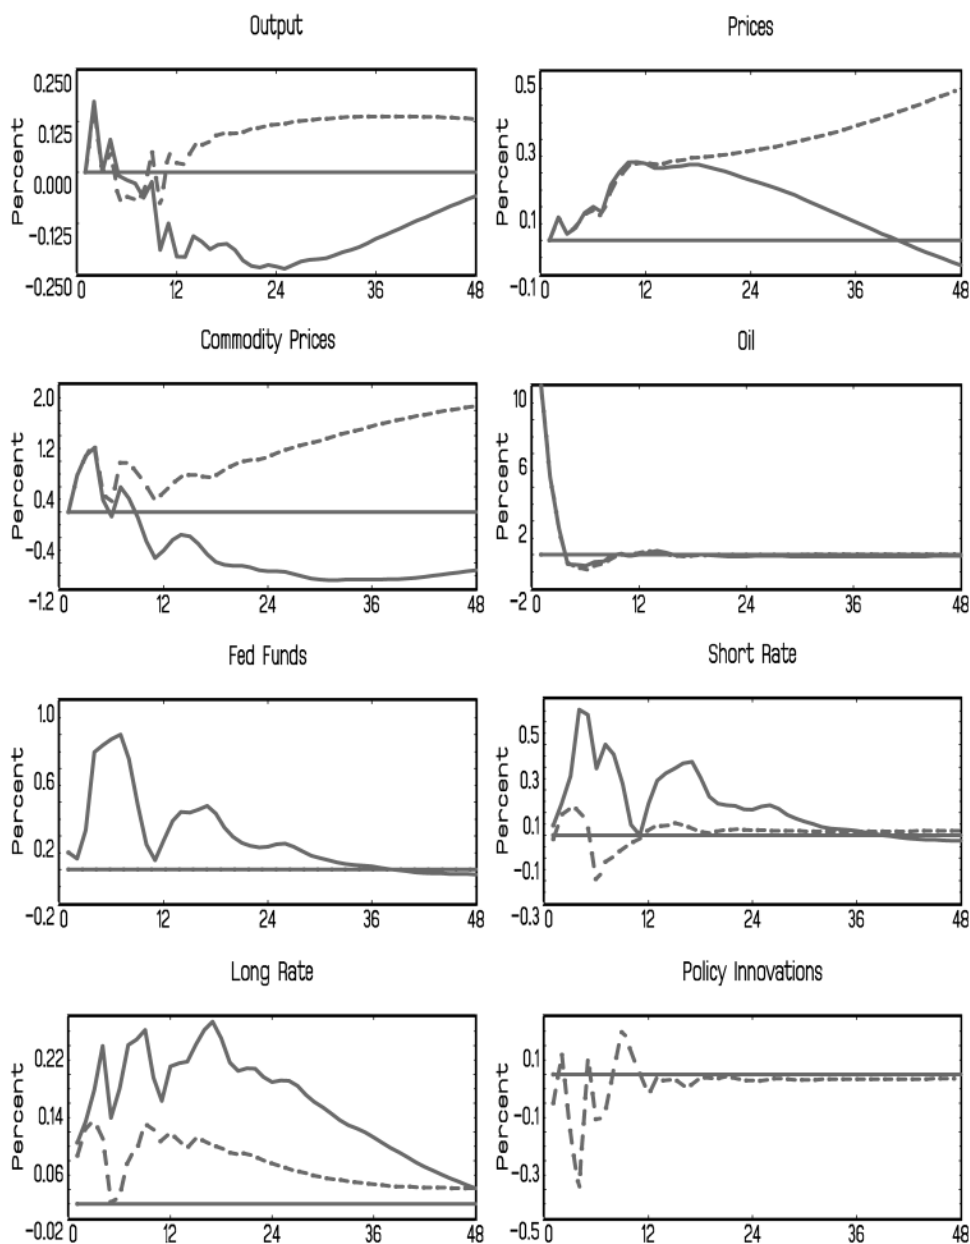 Output
Percent
0.250
0.125
0.000
-0.125
-0.250
0 12 24 36 48
Prices
Percent
0.5
0.3
0.1
-0.1
0 12 24 36 48
Commodity Prices
Percent
2.0
1.2
0.4
-0.4
-1.2
0 12 24 36 48
Oil
Percent
10
6
2
-2
0 12 24 36 48
Fed Funds
Percent
1.0
0.6
0.2
-0.2
0 12 24 36 48
Short Rate
Percent
0.5
0.3
0.1
-0.1
-0.3
0 12 24 36 48
Long Rate
Percent
0.22
0.14
0.06
-0.02
0 12 24 36 48
Policy Innovations
Percent
0.1
-0.1
-0.3
-0.5
0 12 24 36 48